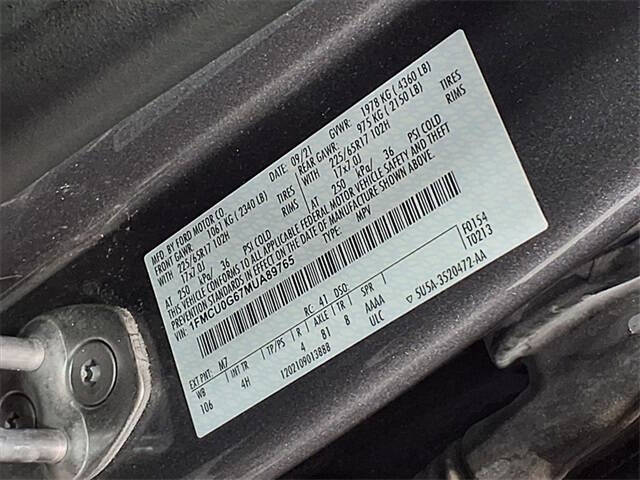 MFD. BY FORD MOTOR CO. DATE: 09/21 GVWR: 1978 KG ( 4360 LB)
FRONT GAWR: 1067 KG ( 2340 LB) REAR GAWR: 975 KG ( 2150 LB)
225/65R17 102H TIRES WITH 225/65R17 102H TIRES
17x7.0J RIMS WITH 17x7.0J RIMS
AT 250 kPa/ 36 PSI COLD AT 250 kPa/ 36 PSI COLD
THIS VEHICLE CONFORMS TO ALL APPLICABLE FEDERAL MOTOR VEHICLE SAFETY AND THEFT
PREVENTION STANDARDS IN EFFECT ON THE DATE OF MANUFACTURE SHOWN ABOVE.
1FMCU0G67MUA89765 TYPE: MPV
F0154
T0213
EXT PNT: M7 RC: 41 DSO:
WB INT TR TP/PS R AXLE TR SPR
106 4H 4 B1 B AAAA
ULC SU5A-3520472-AA
1202109013888